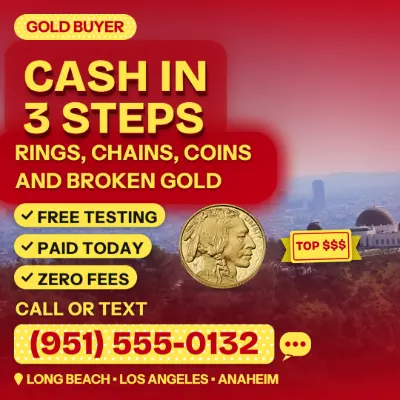 GOLD BUYER
CASH IN
3 STEPS
RINGS, CHAINS, COINS
AND BROKEN GOLD
FREE TESTING
PAID TODAY
ZERO FEES
TOP $$$
CALL OR TEXT
(951) 555-0132
LONG BEACH • LOS ANGELES • ANAHEIM